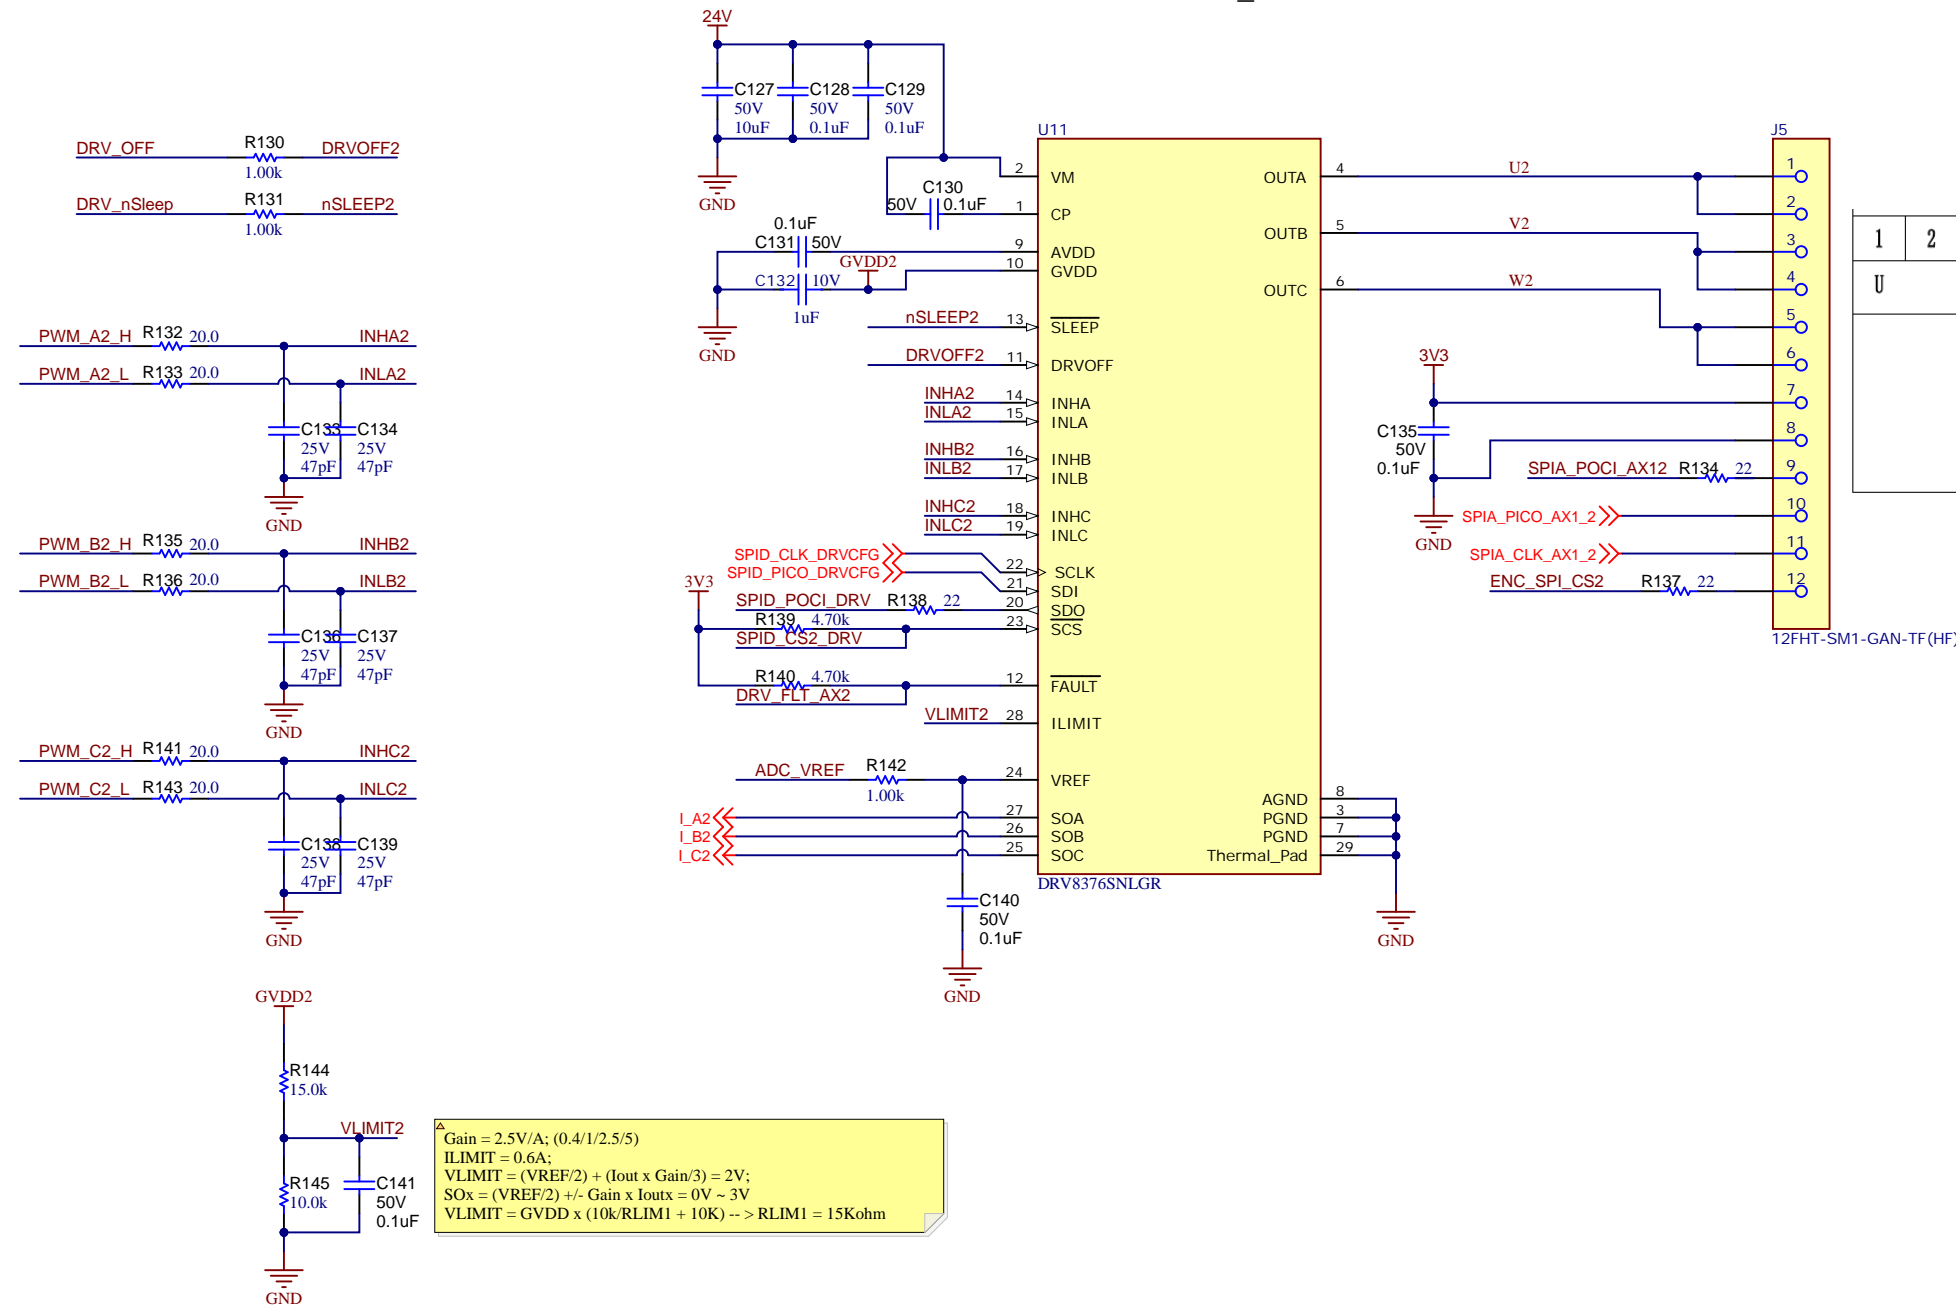 24V
C127
50V
10uF
C128
50V
0.1uF
C129
50V
0.1uF
GND
DRV_OFF
R130
1.00k
DRVOFF2
DRV_nSleep
R131
1.00k
nSLEEP2
PWM_A2_H
R132
20.0
INHA2
PWM_A2_L
R133
20.0
INLA2
C133
25V
47pF
C134
25V
47pF
GND
PWM_B2_H
R135
20.0
INHB2
PWM_B2_L
R136
20.0
INLB2
C136
25V
47pF
C137
25V
47pF
GND
PWM_C2_H
R141
20.0
INHC2
PWM_C2_L
R143
20.0
INLC2
C138
25V
47pF
C139
25V
47pF
GND
GVDD2
R144
15.0k
VLIMIT2
R145
10.0k
C141
50V
0.1uF
GND
Gain = 2.5V/A; (0.4/1/2.5/5)
ILIMIT = 0.6A;
VLIMIT = (VREF/2) + (Iout x Gain/3) = 2V;
SOx = (VREF/2) +/- Gain x Ioutx = 0V ~ 3V
VLIMIT = GVDD x (10k/RLIM1 + 10K) -- > RLIM1 = 15Kohm
C130
50V
0.1uF
0.1uF
C131
50V
GVDD2
C132
10V
1uF
GND
nSLEEP2
DRVOFF2
INHA2
INLA2
INHB2
INLB2
INHC2
INLC2
SPID_CLK_DRVCFG
SPID_PICO_DRVCFG
3V3
SPID_POCI_DRV
R138
22
R139
4.70k
SPID_CS2_DRV
R140
4.70k
DRV_FLT_AX2
VLIMIT2
ADC_VREF
R142
1.00k
I_A2
I_B2
I_C2
C140
50V
0.1uF
GND
U11
2 VM
1 CP
9 AVDD
10 GVDD
13 SLEEP
11 DRVOFF
14 INHA
15 INLA
16 INHB
17 INLB
18 INHC
19 INLC
22 SCLK
21 SDI
20 SDO
23 SCS
12 FAULT
28 ILIMIT
24 VREF
27 SOA
26 SOB
25 SOC
OUTA 4
OUTB 5
OUTC 6
AGND 8
PGND 3
PGND 7
Thermal_Pad 29
DRV8376SNLGR
GND
U2
V2
W2
3V3
C135
50V
0.1uF
GND
SPIA_POCI_AX12
R134
22
SPIA_PICO_AX1_2
SPIA_CLK_AX1_2
ENC_SPI_CS2
R137
22
J5
1
2
3
4
5
6
7
8
9
10
11
12
12FHT-SM1-GAN-TF(HF)
1 2
U